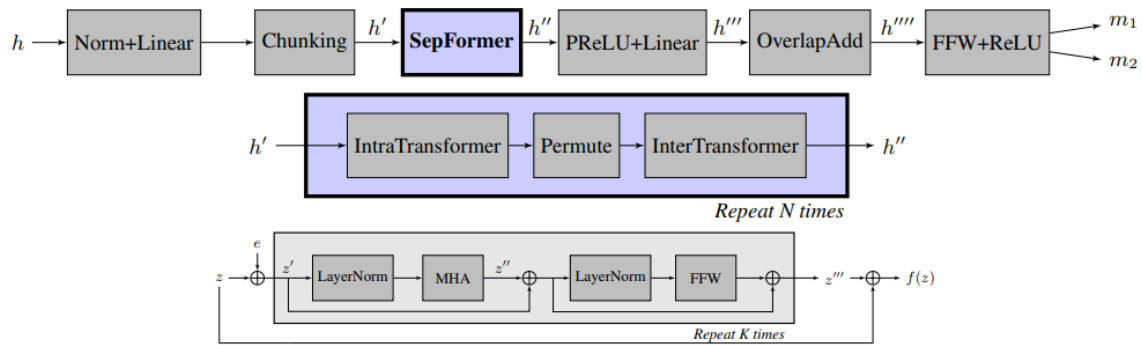 h Norm+Linear Chunking h′ SepFormer h″ PReLU+Linear h‴ OverlapAdd h⁗ FFW+ReLU m₁
m₂
h′ IntraTransformer Permute InterTransformer h″
Repeat N times
e
z z′ LayerNorm MHA z″ LayerNorm FFW z‴ f(z)
Repeat K times